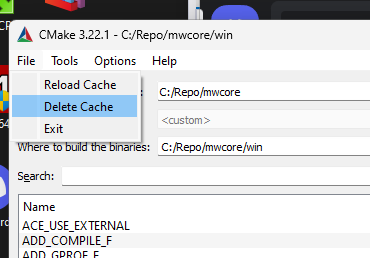 CMake 3.22.1 - C:/Repo/mwcore/win
File Tools Options Help
Reload Cache
Delete Cache
Exit
C:/Repo/mwcore
<custom>
Where to build the binaries: C:/Repo/mwcore/win
Search:
Name
ACE_USE_EXTERNAL
ADD_COMPILE_F
ADD_GPROF_F